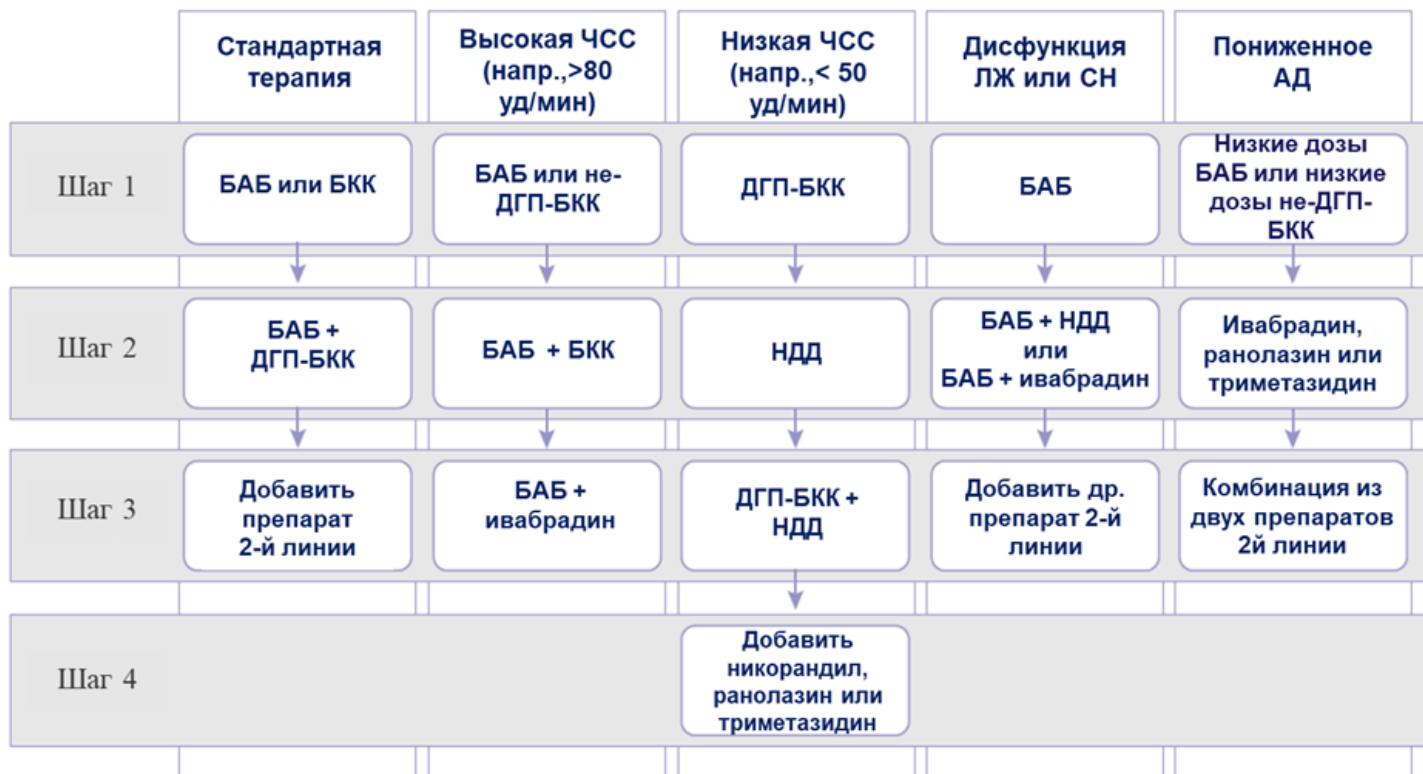 Стандартная
терапия
Высокая ЧСС
(напр.,>80
уд/мин)
Низкая ЧСС
(напр.,< 50
уд/мин)
Дисфункция
ЛЖ или СН
Пониженное
АД
Шаг 1
БАБ или БКК
БАБ или не-
ДГП-БКК
ДГП-БКК
БАБ
Низкие дозы
БАБ или низкие
дозы не-ДГП-
БКК
Шаг 2
БАБ +
ДГП-БКК
БАБ + БКК
НДД
БАБ + НДД
или
БАБ + ивабрадин
Ивабрадин,
ранолазин или
триметазидин
Шаг 3
Добавить
препарат
2-й линии
БАБ +
ивабрадин
ДГП-БКК +
НДД
Добавить др.
препарат 2-й
линии
Комбинация из
двух препаратов
2й линии
Шаг 4
Добавить
никорандил,
ранолазин или
триметазидин